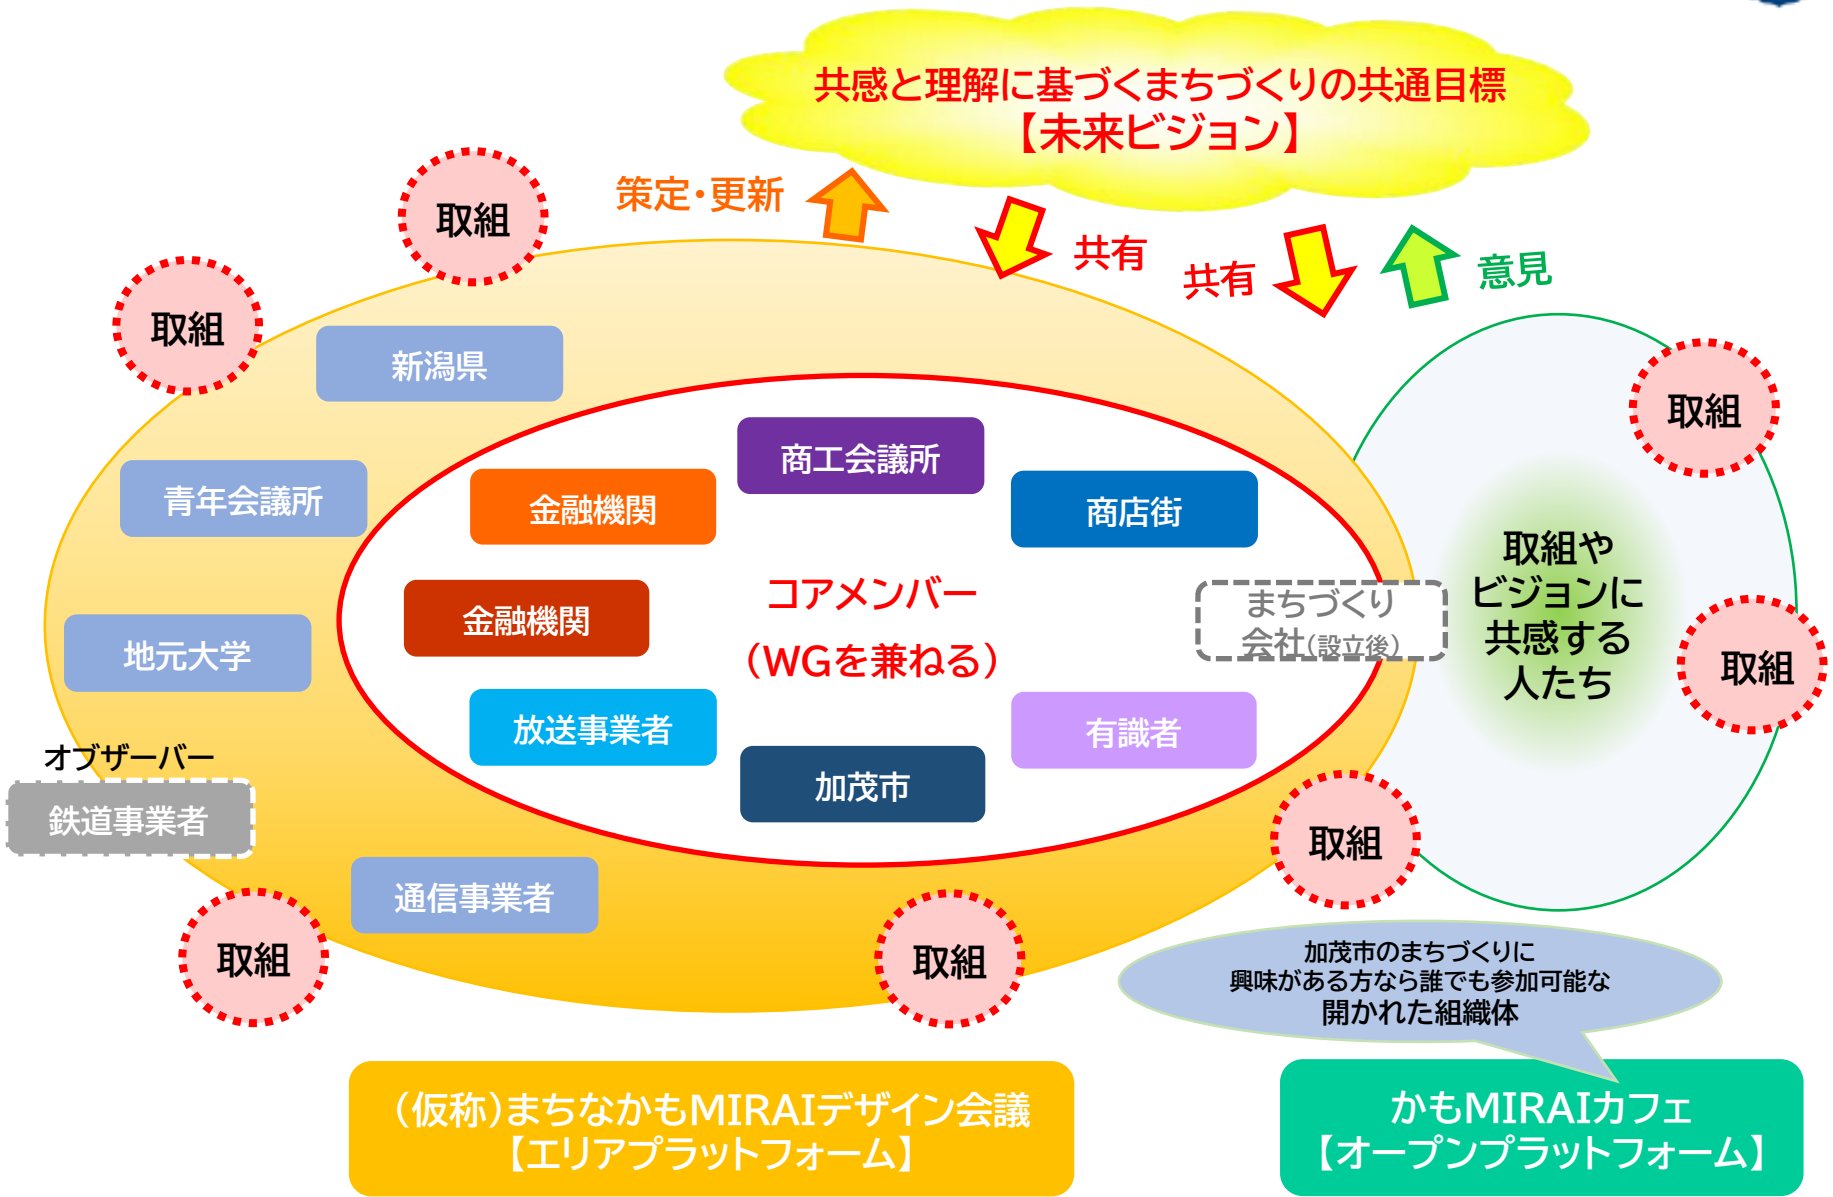 共感と理解に基づくまちづくりの共通目標
【未来ビジョン】
策定・更新
共有
共有
意見
取組
取組
新潟県
青年会議所
地元大学
オブザーバー
鉄道事業者
通信事業者
取組
取組
商工会議所
金融機関
商店街
金融機関
コアメンバー
（WGを兼ねる）
まちづくり
会社(設立後)
放送事業者
有識者
加茂市
取組
取組
取組
取組や
ビジョンに
共感する
人たち
加茂市のまちづくりに
興味がある方なら誰でも参加可能な
開かれた組織体
（仮称）まちなかもMIRAIデザイン会議
【エリアプラットフォーム】
かもMIRAIカフェ
【オープンプラットフォーム】